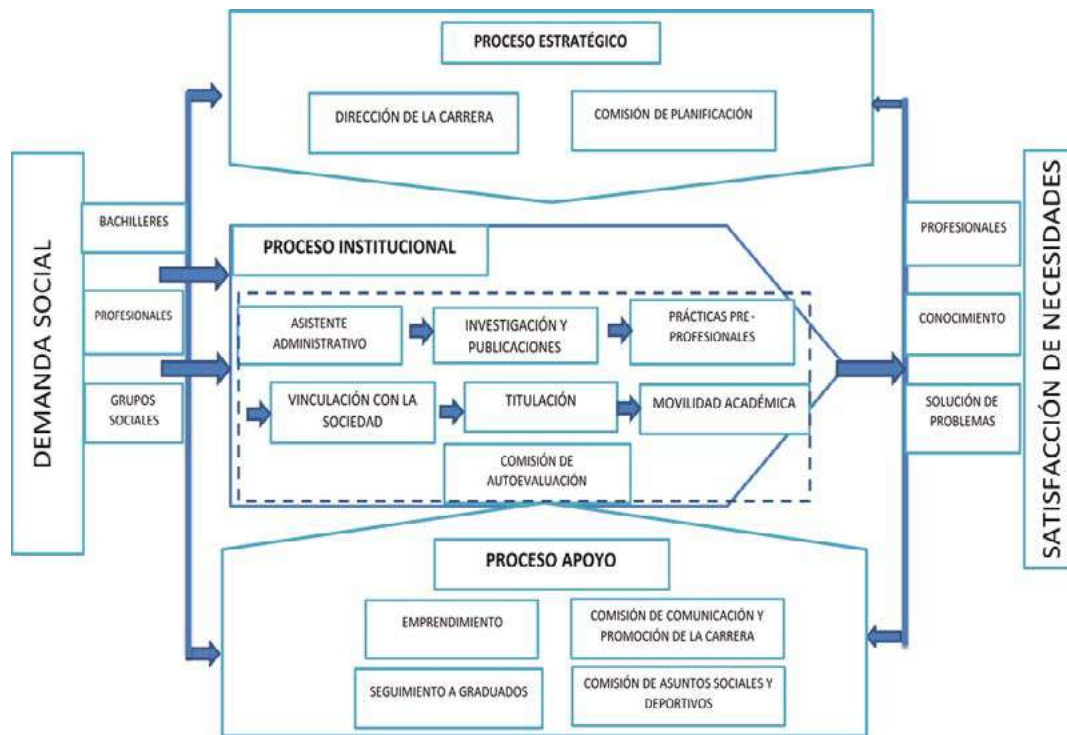 PROCESO ESTRATÉGICO
DIRECCIÓN DE LA CARRERA
COMISIÓN DE PLANIFICACIÓN
DEMANDA SOCIAL
BACHILLERES
PROFESIONALES
GRUPOS
SOCIALES
PROCESO INSTITUCIONAL
ASISTENTE
ADMINISTRATIVO
INVESTIGACIÓN Y
PUBLICACIONES
PRÁCTICAS PRE-
PROFESIONALES
VINCULACIÓN CON LA
SOCIEDAD
TITULACIÓN
MOVILIDAD ACADÉMICA
COMISIÓN DE
AUTOEVALUACIÓN
PROFESIONALES
CONOCIMIENTO
SOLUCIÓN DE
PROBLEMAS
SATISFACCIÓN DE NECESIDADES
PROCESO APOYO
EMPRENDIMIENTO
COMISIÓN DE COMUNICACIÓN Y
PROMOCIÓN DE LA CARRERA
SEGUIMIENTO A GRADUADOS
COMISIÓN DE ASUNTOS SOCIALES Y
DEPORTIVOS